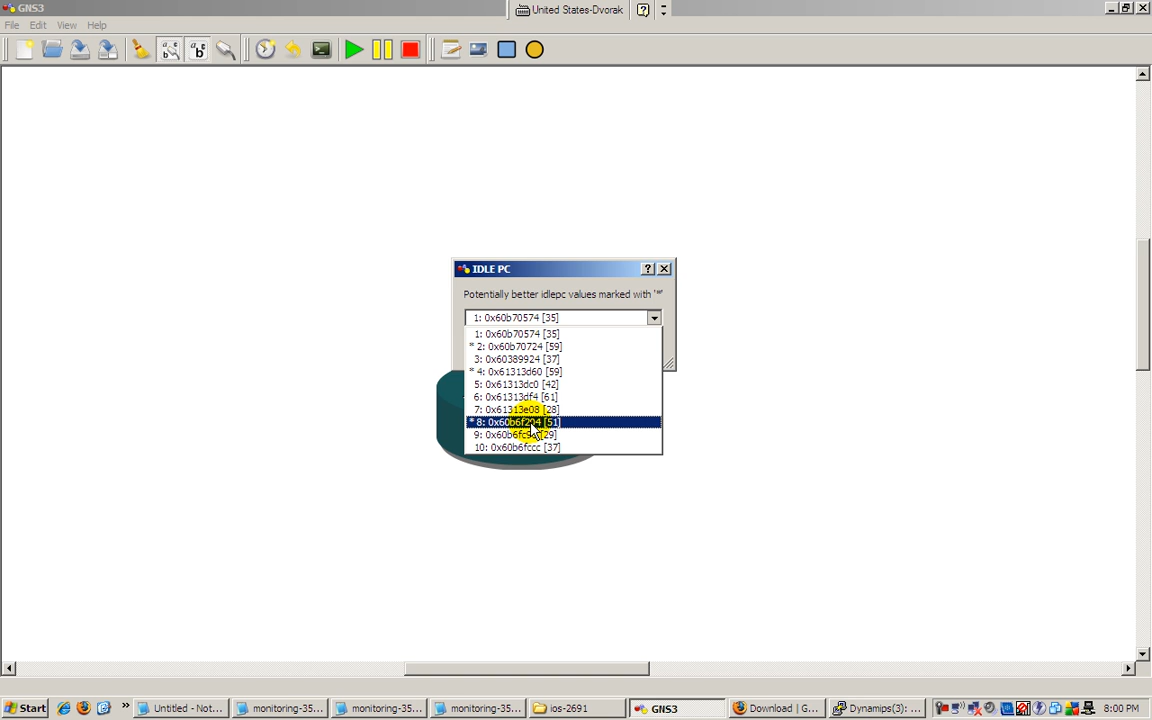 GNS3
United States-Dvorak
File Edit View Help
IDLE PC
Potentially better idlepc values marked with '*'
1: 0x60b70574 [35]
1: 0x60b70574 [35]
* 2: 0x60b70724 [59]
3: 0x60389924 [37]
* 4: 0x61313d60 [59]
5: 0x61313dc0 [42]
6: 0x61313df4 [61]
7: 0x61313e08 [28]
* 8: 0x60b6f204 [51]
10: 0x60b6fccc [37]
Start
Untitled - Not...
monitoring-35...
monitoring-35...
monitoring-35...
ios-2691
GNS3
Download | G...
Dynamips(3): ...
8:00 PM